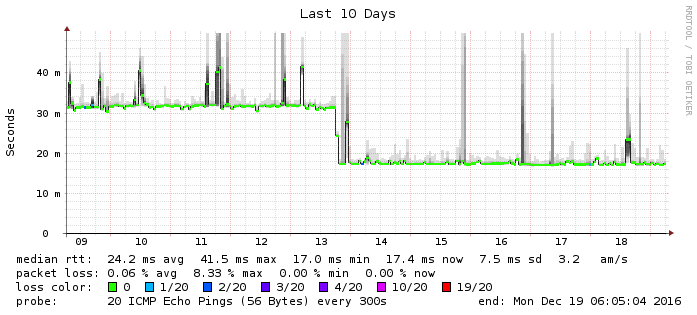 Last 10 Days
RRDTOOL / TOBI OETIKER
Seconds
40 m
30 m
20 m
10 m
0
09 10 11 12 13 14 15 16 17 18
median rtt: 24.2 ms avg 41.5 ms max 17.0 ms min 17.4 ms now 7.5 ms sd 3.2 am/s
packet loss: 0.06 % avg 8.33 % max 0.00 % min 0.00 % now
loss color: 0 1/20 2/20 3/20 4/20 10/20 19/20
probe: 20 ICMP Echo Pings (56 Bytes) every 300s end: Mon Dec 19 06:05:04 2016